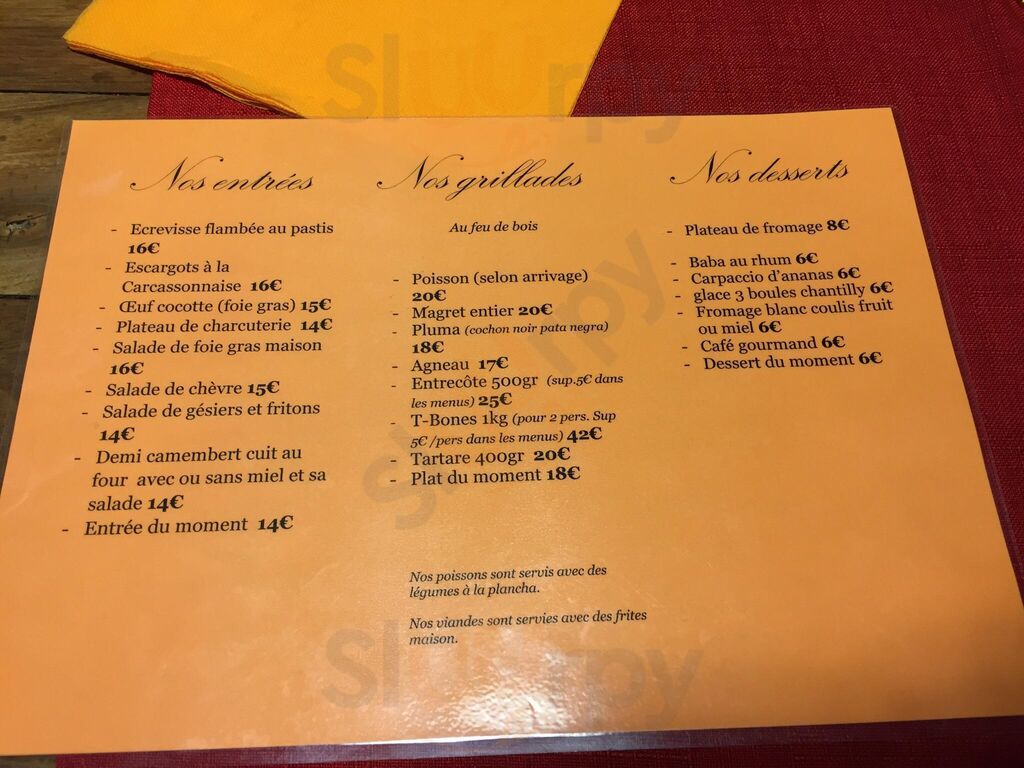 Nos entrées
- Ecrevisse flambée au pastis
16€
- Escargots à la
Carcassonnaise 16€
- Œuf cocotte (foie gras) 15€
- Plateau de charcuterie 14€
- Salade de foie gras maison
16€
- Salade de chèvre 15€
- Salade de gésiers et fritons
14€
- Demi camembert cuit au
four avec ou sans miel et sa
salade 14€
- Entrée du moment 14€
Nos grillades
Au feu de bois
- Poisson (selon arrivage)
20€
- Magret entier 20€
- Pluma (cochon noir pata negra)
18€
- Agneau 17€
- Entrecôte 500gr (sup.5€ dans
les menus) 25€
- T-Bones 1kg (pour 2 pers. Sup
5€/pers dans les menus) 42€
- Tartare 400gr 20€
- Plat du moment 18€
Nos poissons sont servis avec des
légumes à la plancha.
Nos viandes sont servies avec des frites
maison.
Nos desserts
- Plateau de fromage 8€
- Baba au rhum 6€
- Carpaccio d'ananas 6€
- glace 3 boules chantilly 6€
- Fromage blanc coulis fruit
ou miel 6€
- Café gourmand 6€
- Dessert du moment 6€
Sluurpy
Sluurpy
Sluurpy